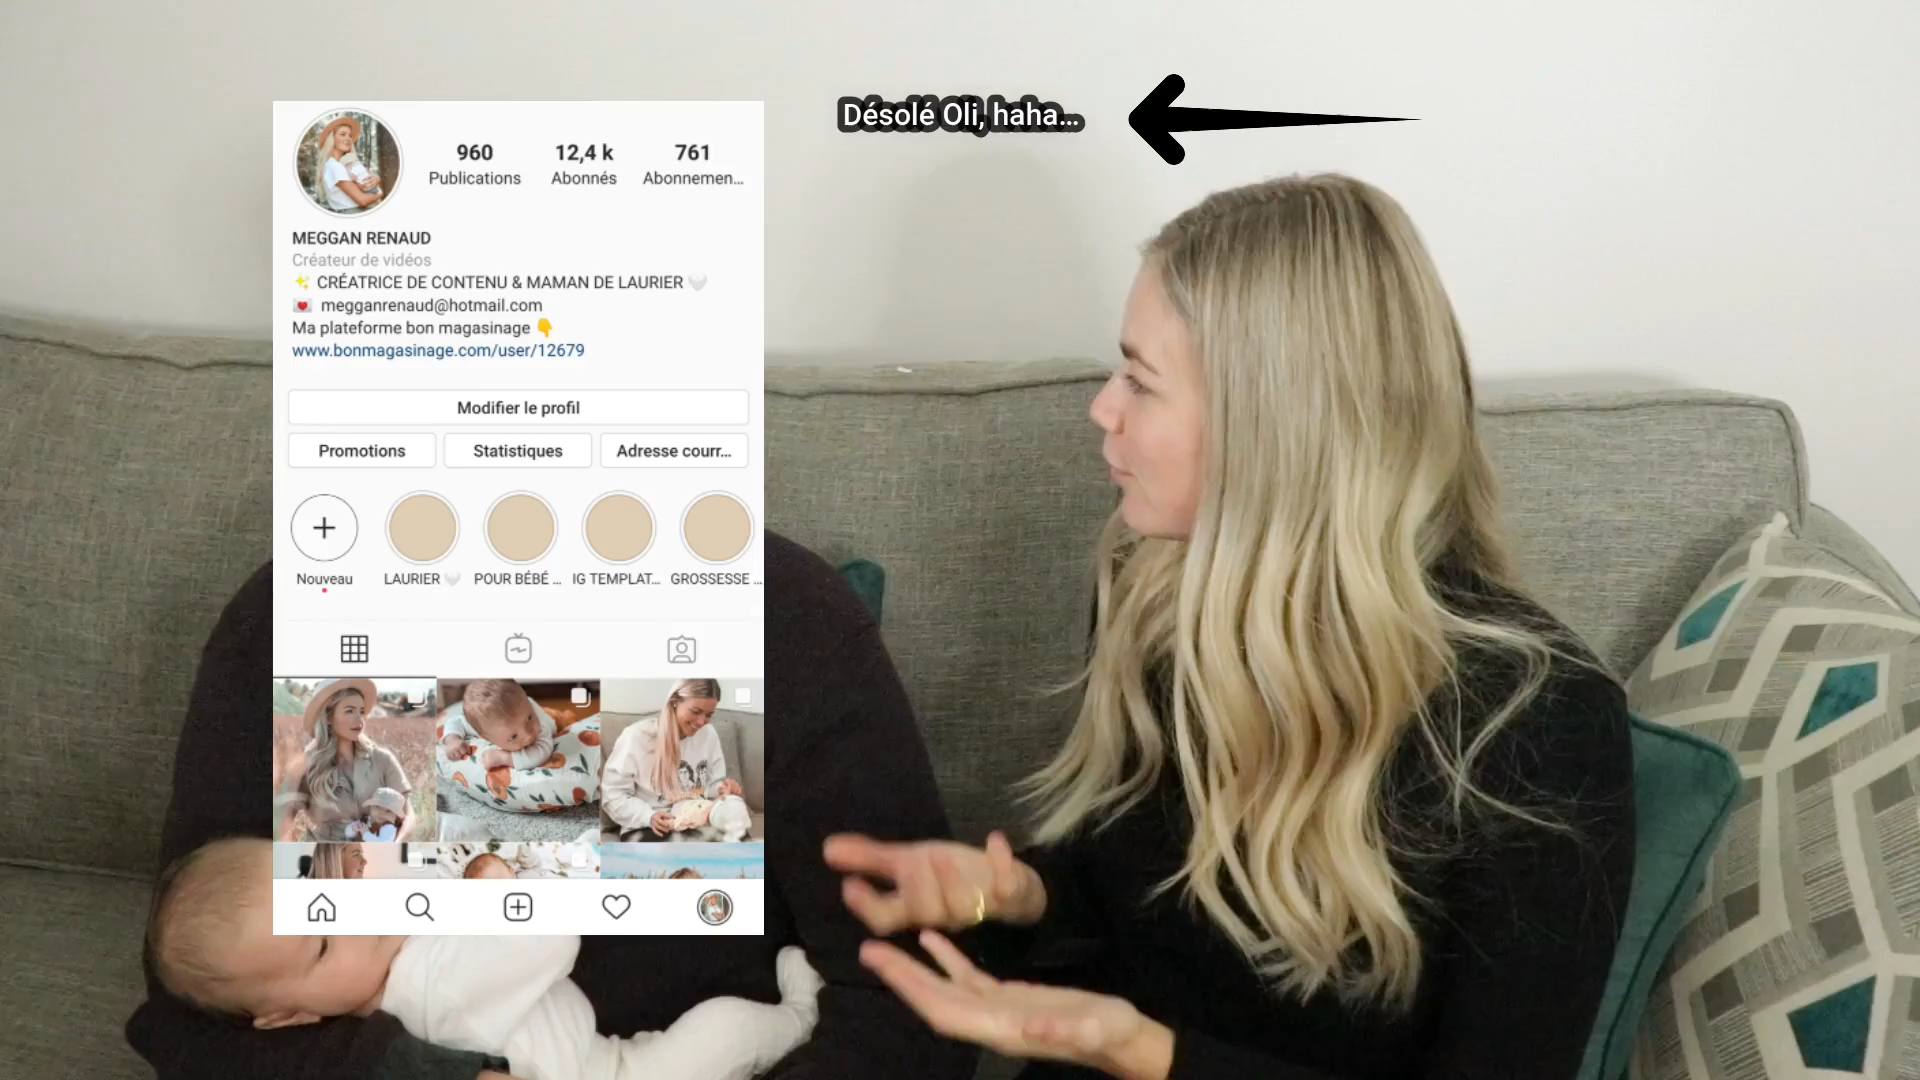 Désolé Oli, haha...
960 12,4 k 761
Publications Abonnés Abonnemen...
MEGGAN RENAUD
Créateur de vidéos
✨ CRÉATRICE DE CONTENU & MAMAN DE LAURIER 🤍
💌 megganrenaud@hotmail.com
Ma plateforme bon magasinage 👇
www.bonmagasinage.com/user/12679
Modifier le profil
Promotions Statistiques Adresse courr...
Nouveau LAURIER 🤍 POUR BÉBÉ ... IG TEMPLAT... GROSSESSE ...